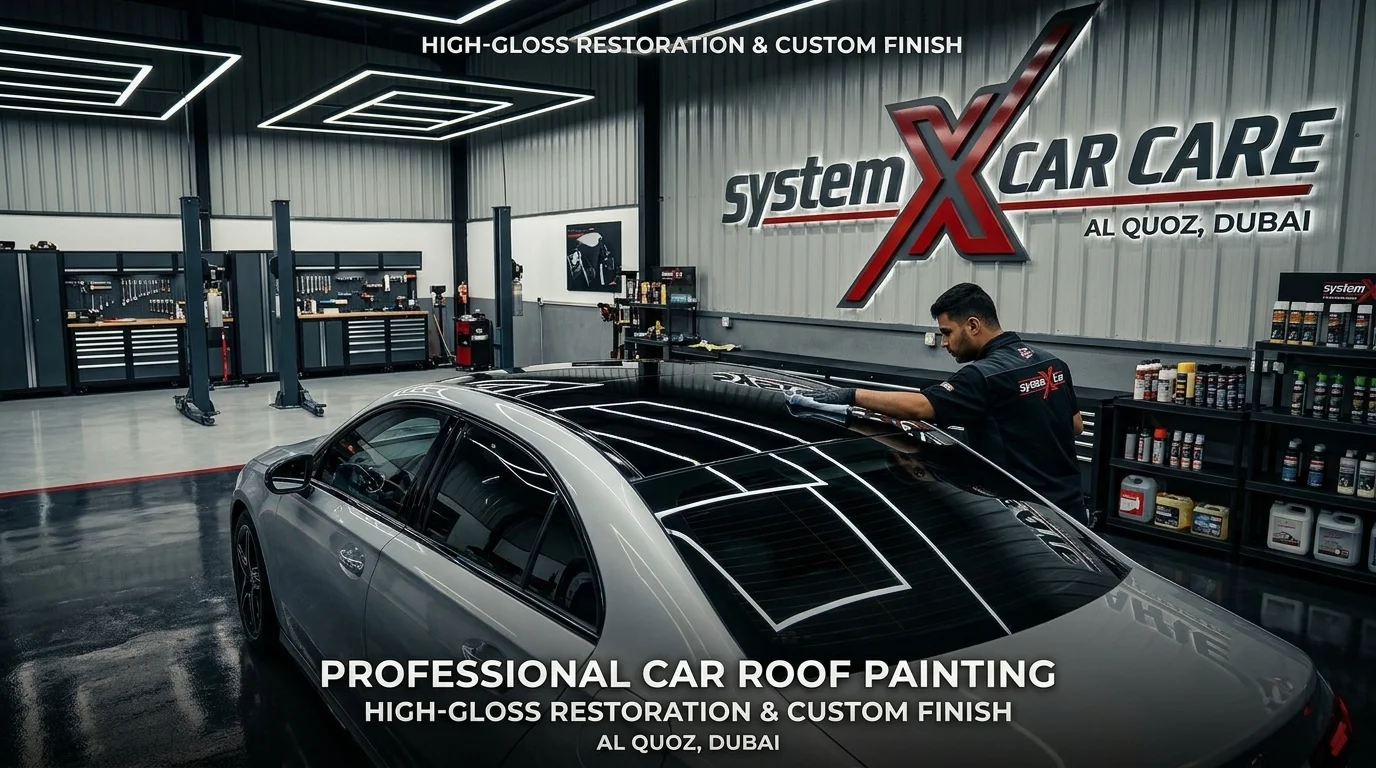 HIGH-GLOSS RESTORATION & CUSTOM FINISH
system X CAR CARE
AL QUOZ, DUBAI
system X
PROFESSIONAL CAR ROOF PAINTING
HIGH-GLOSS RESTORATION & CUSTOM FINISH
AL QUOZ, DUBAI